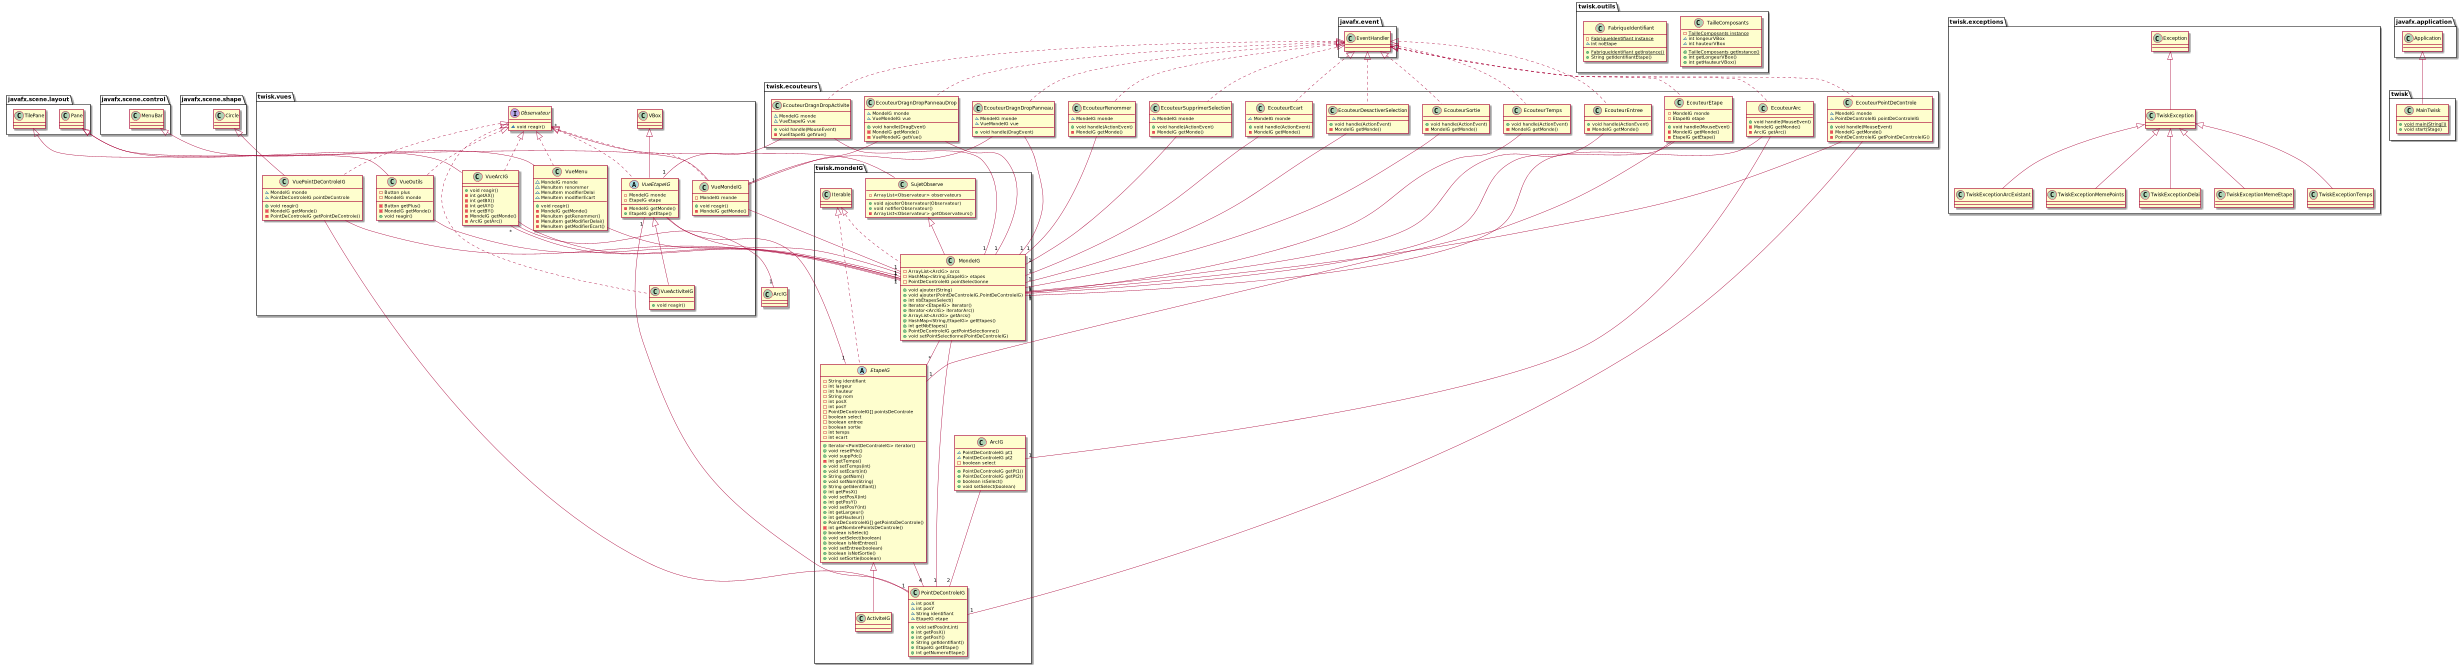 javafx.scene.layout
TilePane
Pane
javafx.scene.control
MenuBar
javafx.scene.shape
Circle
twisk.vues
Observateur
void reagir()
VBox
VuePointDeControleIG
MondeIG monde
PointDeControleIG pointDeControle
void reagir()
MondeIG getMonde()
PointDeControleIG getPointDeControle()
VueOutils
Button plus
MondeIG monde
Button getPlus()
MondeIG getMonde()
void reagir()
VueArcIG
void reagir()
int getAX()
int getBX()
int getAY()
int getBY()
MondeIG getMonde()
ArcIG getArc()
*
VueMenu
MondeIG monde
MenuItem renommer
MenuItem modifierDelai
MenuItem modifierEcart
void reagir()
MondeIG getMonde()
MenuItem getRenommer()
MenuItem getModifierDelai()
MenuItem getModifierEcart()
1
VueEtapeIG
MondeIG monde
EtapeIG etape
MondeIG getMonde()
EtapeIG getEtape()
1
VueMondeIG
MondeIG monde
void reagir()
MondeIG getMonde()
1
VueActiviteIG
void reagir()
1
ArcIG
twisk.ecouteurs
EcouteurDragnDropActivite
MondeIG monde
VueEtapeIG vue
void handle(MouseEvent)
VueEtapeIG getVue()
EcouteurDragnDropPanneauDrop
MondeIG monde
VueMondeIG vue
void handle(DragEvent)
MondeIG getMonde()
VueMondeIG getVue()
EcouteurDragnDropPanneau
MondeIG monde
VueMondeIG vue
void handle(DragEvent)
EcouteurRenommer
MondeIG monde
void handle(ActionEvent)
MondeIG getMonde()
EcouteurSupprimerSelection
MondeIG monde
void handle(ActionEvent)
MondeIG getMonde()
EcouteurEcart
MondeIG monde
void handle(ActionEvent)
MondeIG getMonde()
EcouteurDesactiverSelection
void handle(ActionEvent)
MondeIG getMonde()
EcouteurSortie
void handle(ActionEvent)
MondeIG getMonde()
EcouteurTemps
void handle(ActionEvent)
MondeIG getMonde()
EcouteurEntree
void handle(ActionEvent)
MondeIG getMonde()
EcouteurEtape
MondeIG monde
EtapeIG etape
void handle(MouseEvent)
MondeIG getMonde()
EtapeIG getEtape()
EcouteurArc
void handle(MouseEvent)
MondeIG getMonde()
ArcIG getArc()
EcouteurPointDeControle
MondeIG monde
PointDeControleIG pointDeControleIG
void handle(MouseEvent)
MondeIG getMonde()
PointDeControleIG getPointDeControleIG()
javafx.event
EventHandler
twisk.outils
FabriqueIdentifiant
FabriqueIdentifiant instance
int noEtape
FabriqueIdentifiant getInstance()
String getIdentifiantEtape()
TailleComposants
TailleComposants instance
int longeurVBox
int hauteurVBox
TailleComposants getInstance()
int getLongeurVBox()
int getHauteurVBox()
twisk.mondeIG
Iterable
SujetObserve
ArrayList<Observateur> observateurs
void ajouterObservateur(Observateur)
void notifierObservateur()
ArrayList<Observateur> getObservateurs()
1
1
1
1
MondeIG
ArrayList<ArcIG> arcs
HashMap<String,EtapeIG> etapes
PointDeControleIG pointSelectionne
void ajouter(String)
void ajouter(PointDeControleIG,PointDeControleIG)
int nbEtapesSelect()
Iterator<EtapeIG> iterator()
Iterator<ArcIG> iteratorArc()
ArrayList<ArcIG> getArcs()
HashMap<String,EtapeIG> getEtapes()
int getNbEtapes()
PointDeControleIG getPointSelectionne()
void setPointSelectionne(PointDeControleIG)
1
*
1
EtapeIG
String identifiant
int largeur
int hauteur
String nom
int posX
int posY
PointDeControleIG[] pointsDeControle
boolean select
boolean entree
boolean sortie
int temps
int ecart
Iterator<PointDeControleIG> iterator()
void resetPdc()
void suppPdc()
int getTemps()
void setTemps(int)
void setEcart(int)
String getNom()
void setNom(String)
String getIdentifiant()
int getPosX()
void setPosX(int)
int getPosY()
void setPosY(int)
int getLargeur()
int getHauteur()
PointDeControleIG[] getPointsDeControle()
int getNombrePointsDeControle()
boolean isSelect()
void setSelect(boolean)
boolean isNotEntree()
void setEntree(boolean)
boolean isNotSortie()
void setSortie(boolean)
1
ArcIG
PointDeControleIG pt1
PointDeControleIG pt2
boolean select
PointDeControleIG getPt1()
PointDeControleIG getPt2()
boolean isSelect()
void setSelect(boolean)
ActiviteIG
1
4
1
2
1
PointDeControleIG
int posX
int posY
String identifiant
EtapeIG etape
void setPos(int,int)
int getPosX()
int getPosY()
String getIdentifiant()
EtapeIG getEtape()
int getNumeroEtape()
twisk.exceptions
Exception
TwiskException
TwiskExceptionArcExistant
TwiskExceptionMemePoints
TwiskExceptionDelai
TwiskExceptionMemeEtape
TwiskExceptionTemps
javafx.application
Application
twisk
MainTwisk
void main(String[])
void start(Stage)